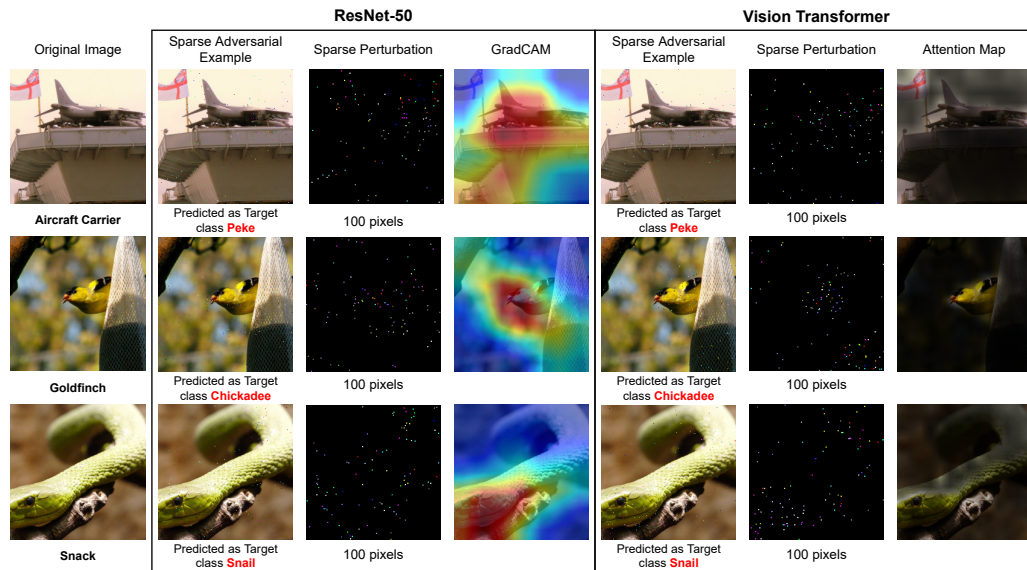 ResNet-50
Vision Transformer
Original Image
Sparse Adversarial
Example
Sparse Perturbation
GradCAM
Sparse Adversarial
Example
Sparse Perturbation
Attention Map
Aircraft Carrier
Predicted as Target
class Peke
100 pixels
Predicted as Target
class Peke
100 pixels
Goldfinch
Predicted as Target
class Chickadee
100 pixels
Predicted as Target
class Chickadee
100 pixels
Snack
Predicted as Target
class Snail
100 pixels
Predicted as Target
class Snail
100 pixels